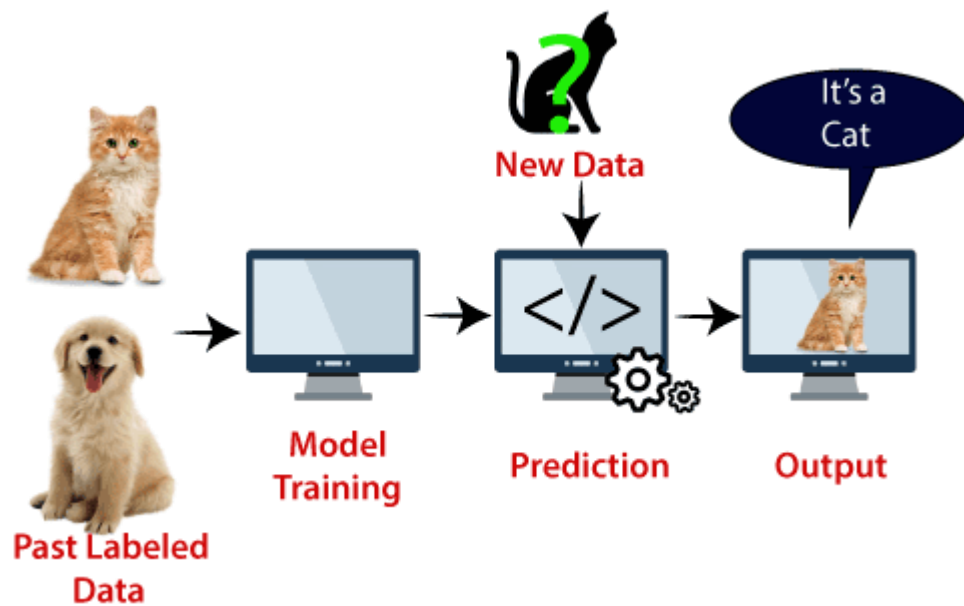 It's a
Cat
?
New Data
</>
Model
Training
Prediction
Output
Past Labeled
Data